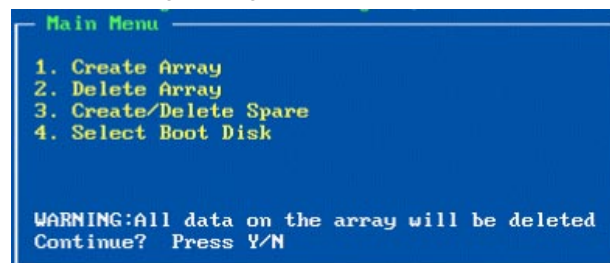 Main Menu
1. Create Array
2. Delete Array
3. Create/Delete Spare
4. Select Boot Disk
WARNING:All data on the array will be deleted
Continue? Press Y/N